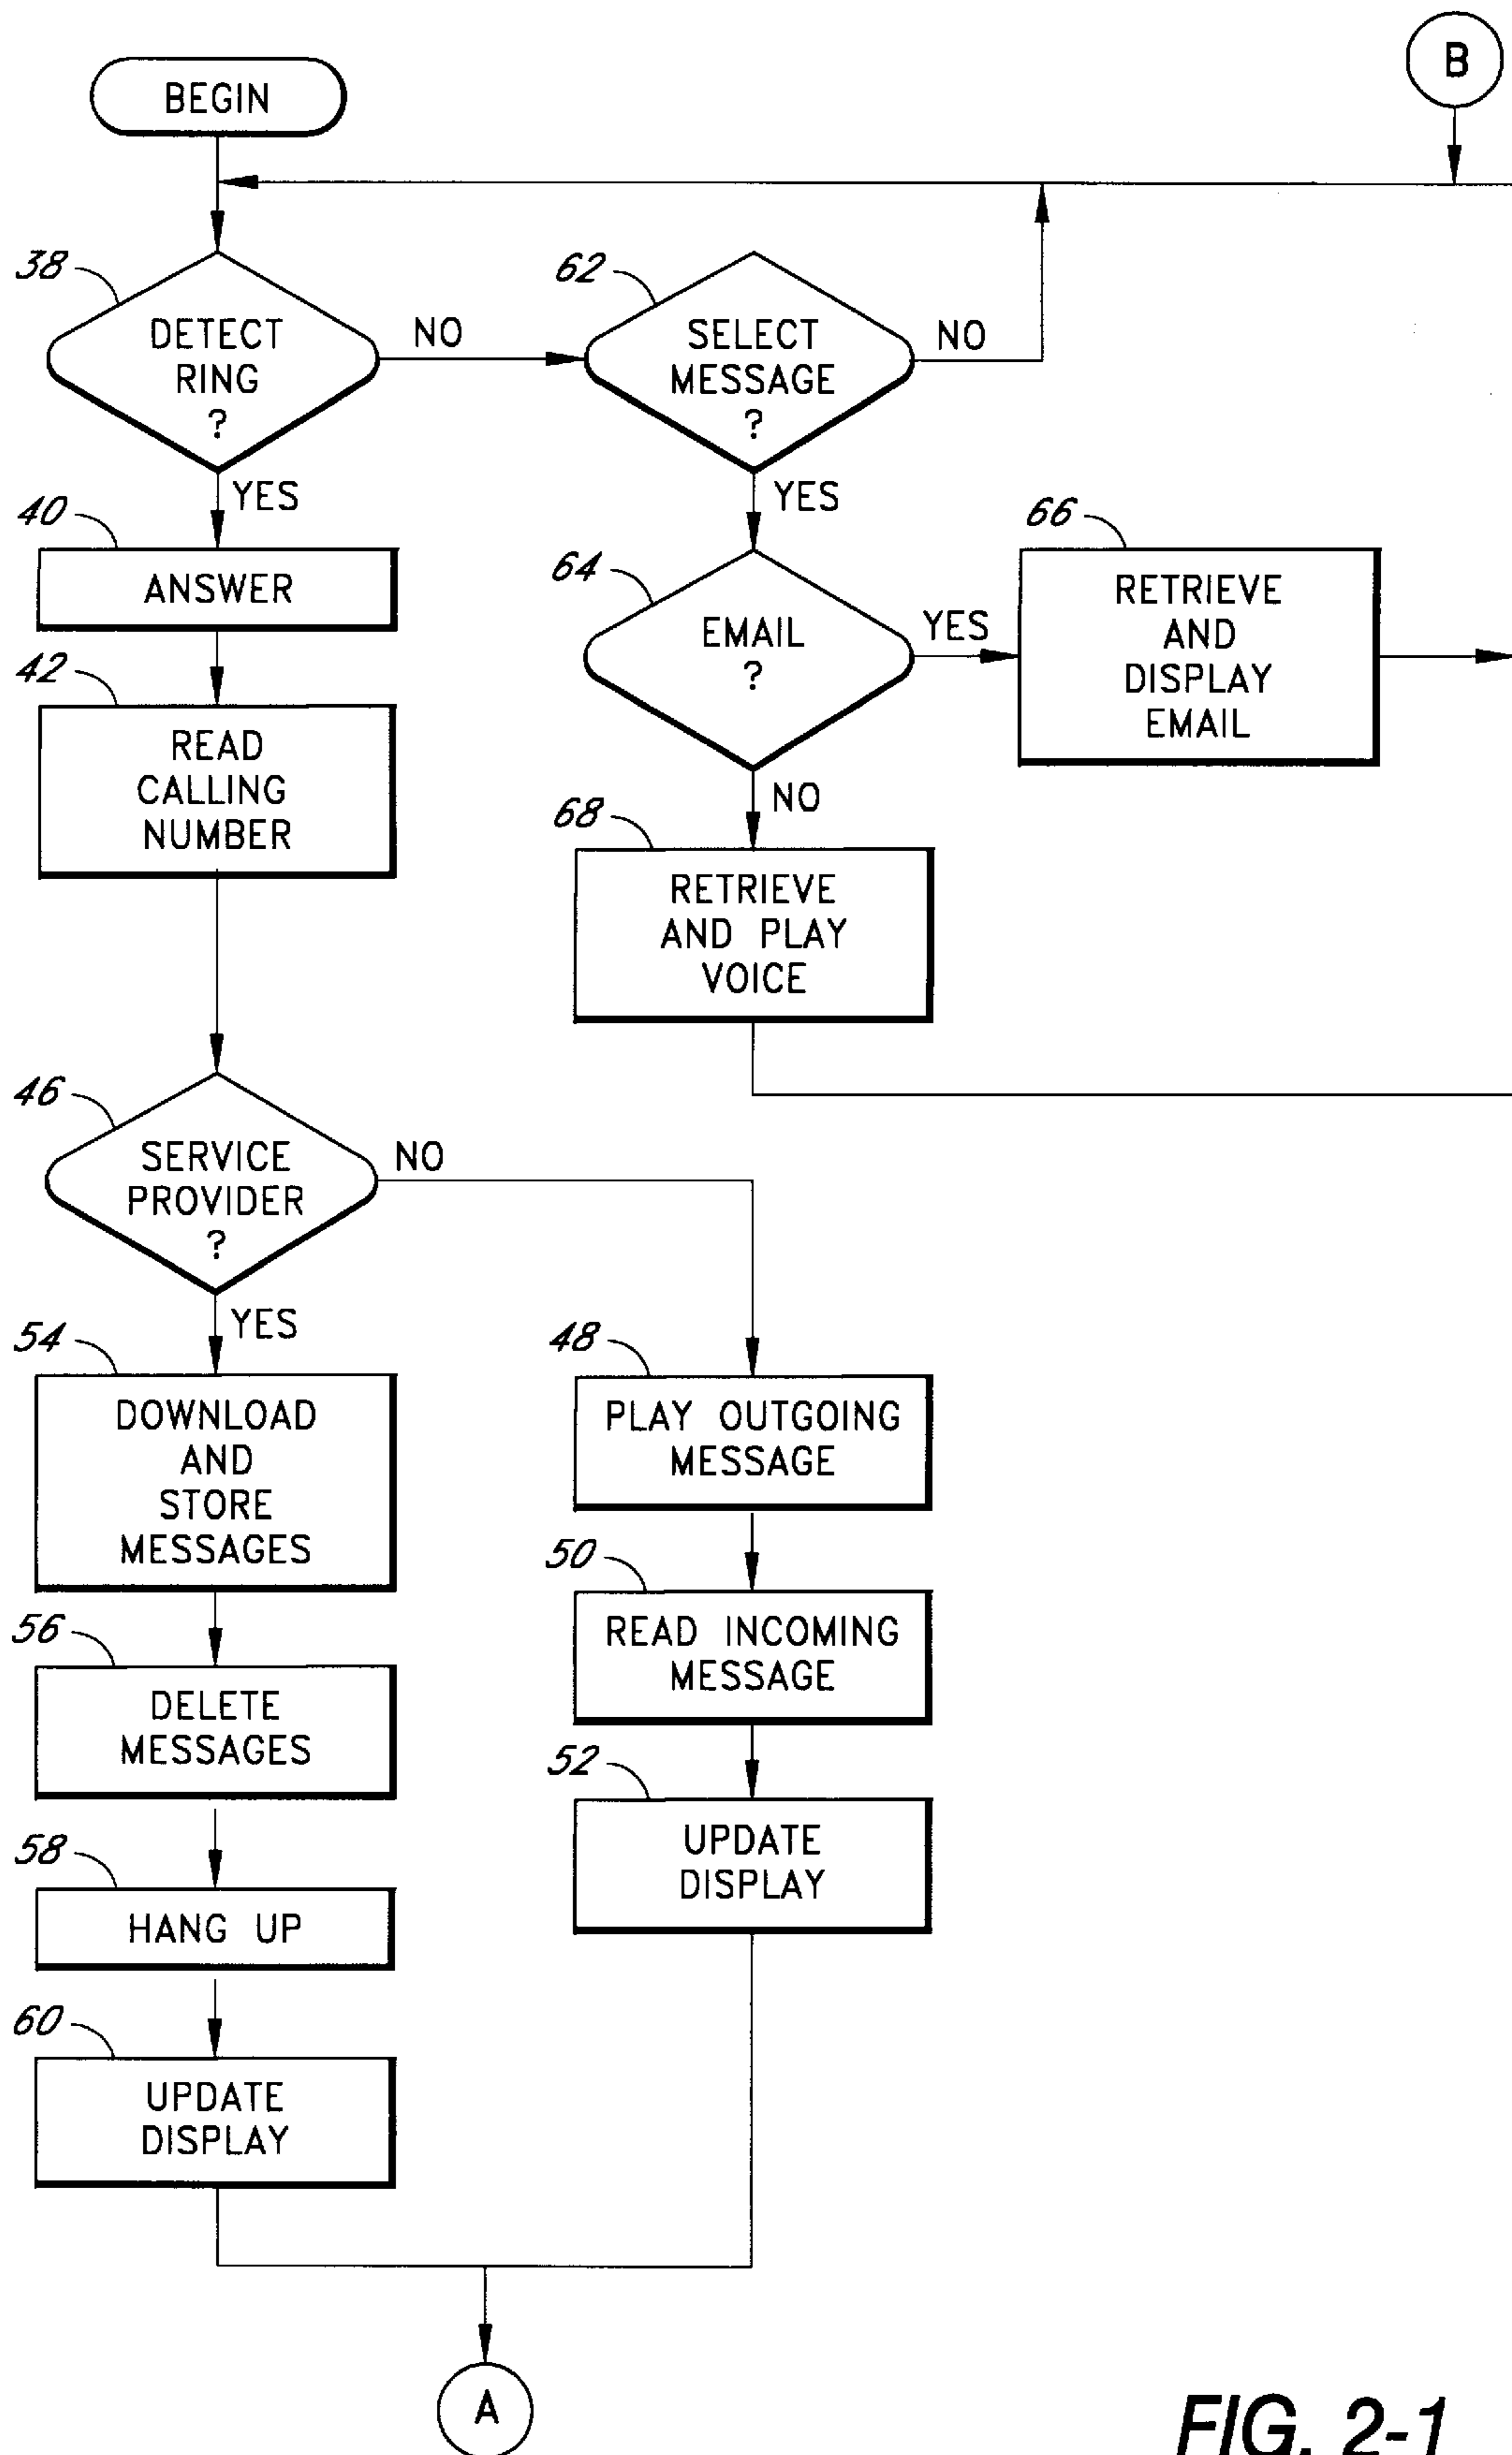 B
BEGIN
38
DETECT
RING
?
NO
YES
62
SELECT
MESSAGE
?
NO
YES
40
ANSWER
42
READ
CALLING
NUMBER
64
EMAIL
?
YES
NO
66
RETRIEVE
AND
DISPLAY
EMAIL
68
RETRIEVE
AND PLAY
VOICE
46
SERVICE
PROVIDER
?
NO
YES
54
DOWNLOAD
AND
STORE
MESSAGES
48
PLAY OUTGOING
MESSAGE
50
READ INCOMING
MESSAGE
56
DELETE
MESSAGES
52
UPDATE
DISPLAY
58
HANG UP
60
UPDATE
DISPLAY
A
FIG. 2-1